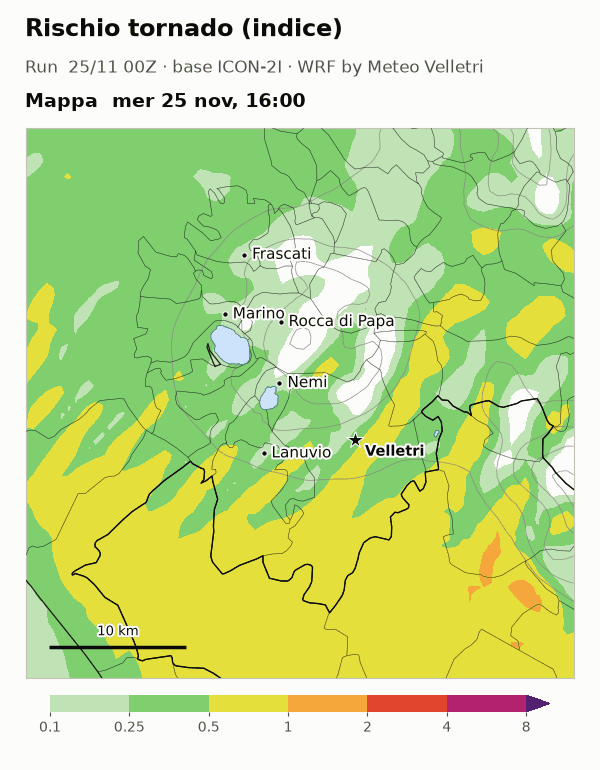 Rischio tornado (indice)
Run  25/11 00Z · base ICON-2I · WRF by Meteo Velletri
Mappa  mer 25 nov, 16:00
Frascati
Marino
Rocca di Papa
Nemi
Velletri
Lanuvio
10 km
0.1 0.25 0.5 1 2 4 8